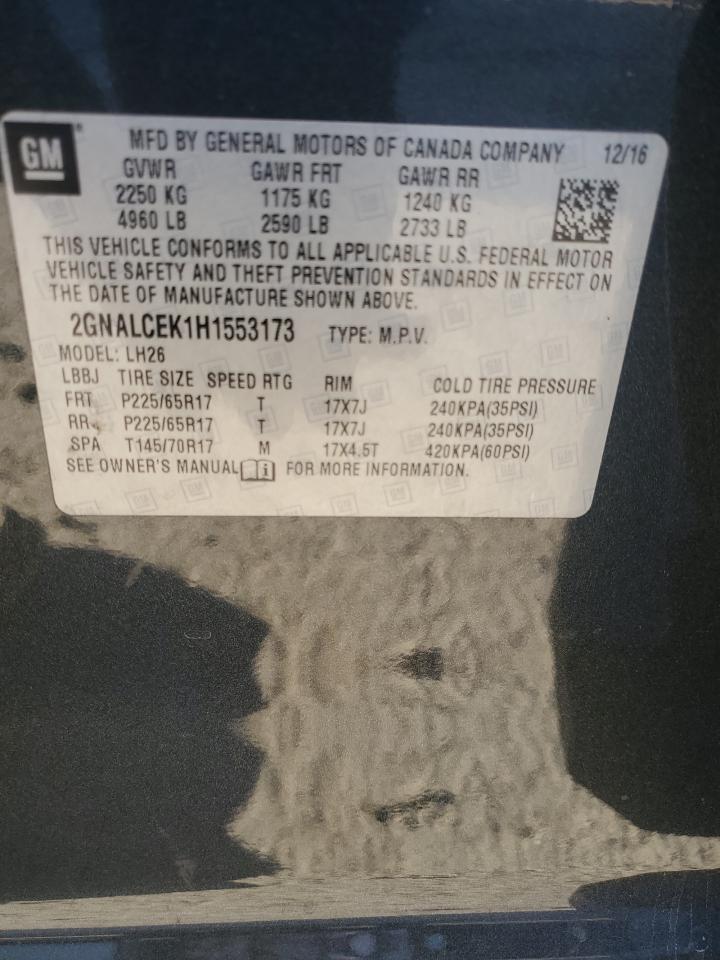 GM
MFD BY GENERAL MOTORS OF CANADA COMPANY 12/16
GVWR GAWR FRT GAWR RR
2250 KG 1175 KG 1240 KG
4960 LB 2590 LB 2733 LB
THIS VEHICLE CONFORMS TO ALL APPLICABLE U.S. FEDERAL MOTOR
VEHICLE SAFETY AND THEFT PREVENTION STANDARDS IN EFFECT ON
THE DATE OF MANUFACTURE SHOWN ABOVE.
2GNALCEK1H1553173 TYPE: M.P.V.
MODEL: LH26
LBBJ TIRE SIZE SPEED RTG RIM COLD TIRE PRESSURE
FRT P225/65R17 T 17X7J 240KPA(35PSI)
RR P225/65R17 T 17X7J 240KPA(35PSI)
SPA T145/70R17 M 17X4.5T 420KPA(60PSI)
SEE OWNER'S MANUAL FOR MORE INFORMATION.